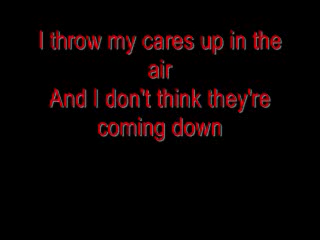 I throw my cares up in the
air
And I don't think they're
coming down